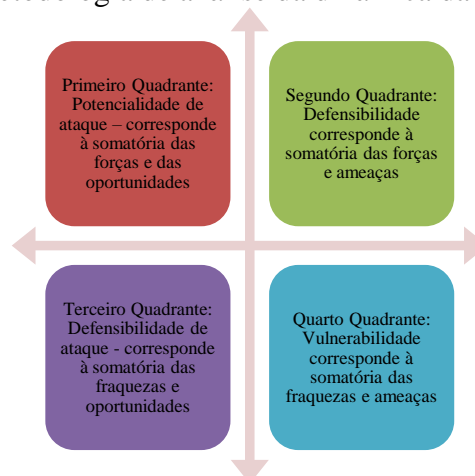 Primeiro Quadrante:
Potencialidade de
ataque – corresponde
à somatória das
forças e das
oportunidades
Segundo Quadrante:
Defensibilidade
corresponde à
somatória das forças
e ameaças
Terceiro Quadrante:
Defensibilidade de
ataque - corresponde
à somatória das
fraquezas e
oportunidades
Quarto Quadrante:
Vulnerabilidade
corresponde à
somatória das
fraquezas e ameaças